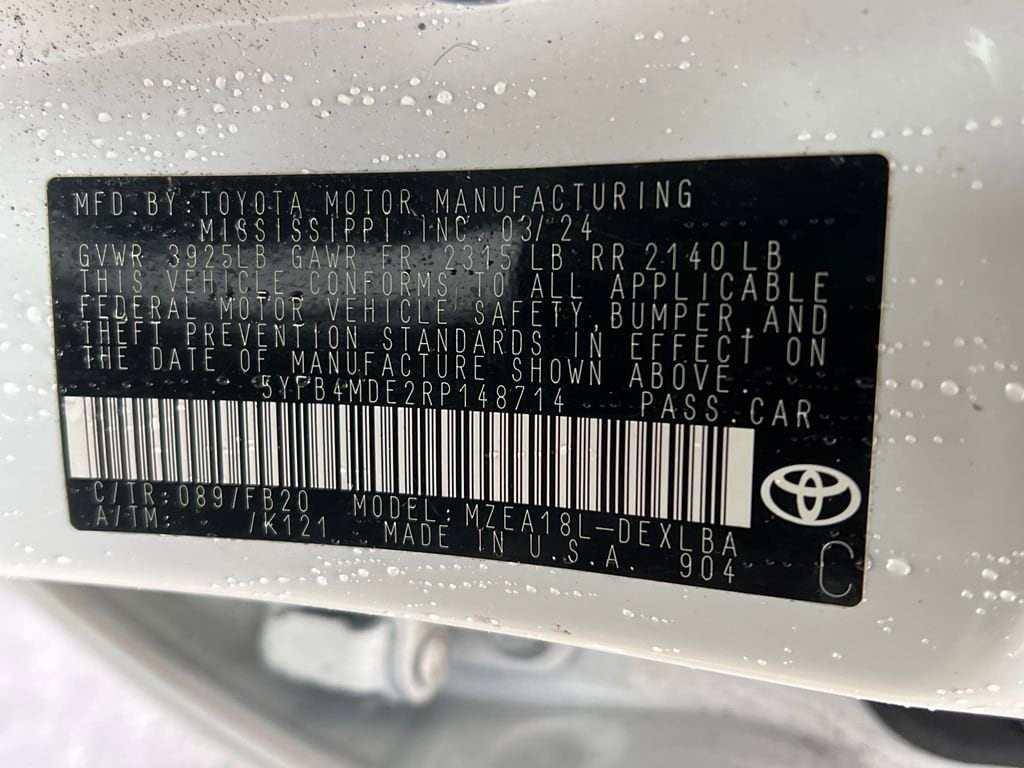 MFD. BY: TOYOTA MOTOR MANUFACTURING
MISSISSIPPI INC 03/24
GVWR 3925LB GAWR FR 2315 LB RR 2140 LB
THIS VEHICLE CONFORMS TO ALL APPLICABLE
FEDERAL MOTOR VEHICLE SAFETY, BUMPER, AND
THEFT PREVENTION STANDARDS IN EFFECT ON
THE DATE OF MANUFACTURE SHOWN ABOVE.
5YFB4MDE2RP148714 PASS.CAR
C/TR: 089/FB20 MODEL: MZEA18L-DEXLBA
A/TM: /K121 MADE IN U.S.A. 904
C